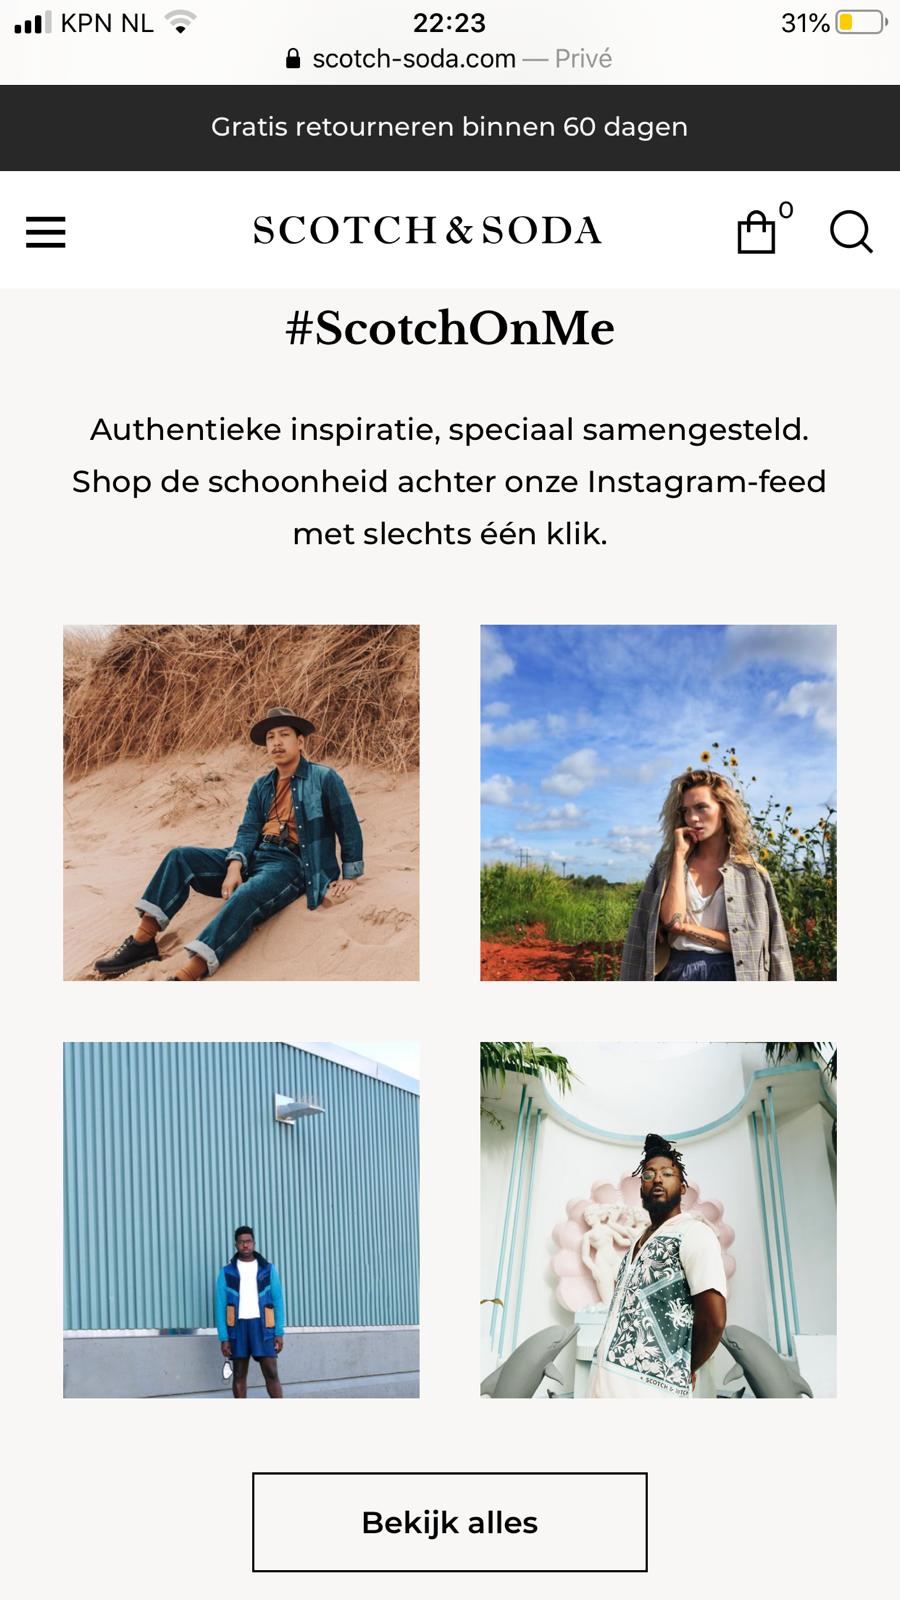 KPN NL 22:23 31%
scotch-soda.com — Privé
Gratis retourneren binnen 60 dagen
SCOTCH & SODA 0
#ScotchOnMe
Authentieke inspiratie, speciaal samengesteld.
Shop de schoonheid achter onze Instagram-feed
met slechts één klik.
SCOTCH &
Bekijk alles